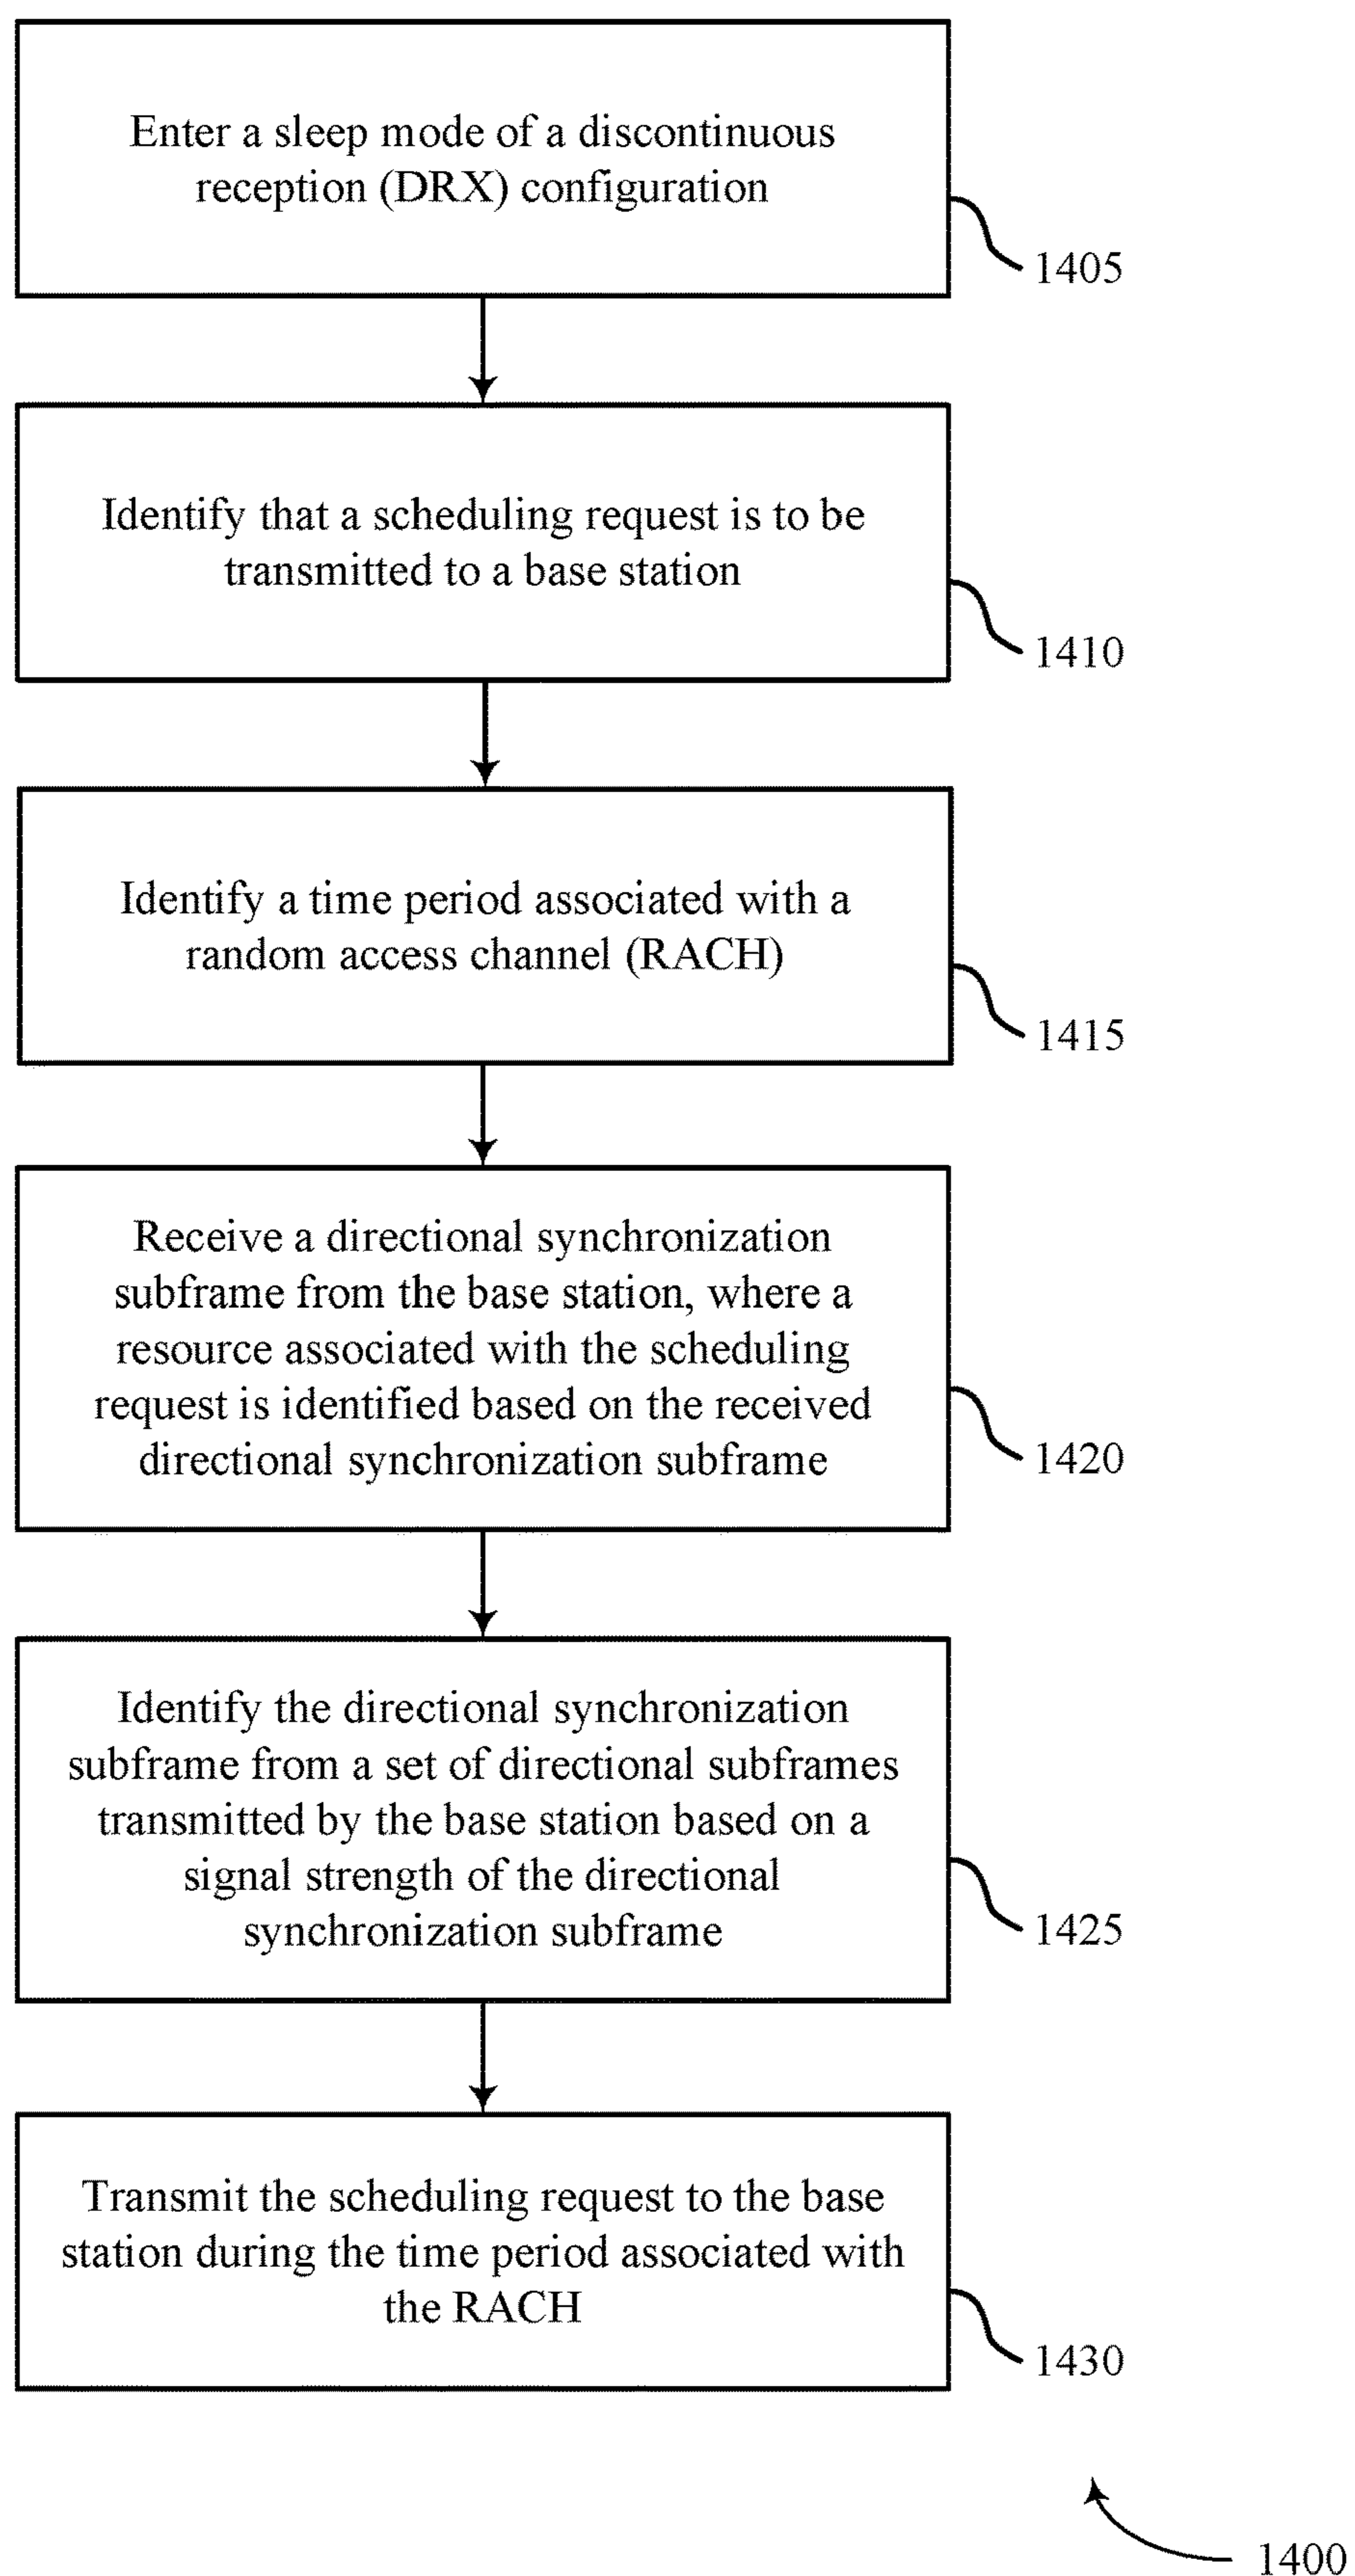 Enter a sleep mode of a discontinuous
reception (DRX) configuration
1405
Identify that a scheduling request is to be
transmitted to a base station
1410
Identify a time period associated with a
random access channel (RACH)
1415
Receive a directional synchronization
subframe from the base station, where a
resource associated with the scheduling
request is identified based on the received
directional synchronization subframe
1420
Identify the directional synchronization
subframe from a set of directional subframes
transmitted by the base station based on a
signal strength of the directional
synchronization subframe
1425
Transmit the scheduling request to the base
station during the time period associated with
the RACH
1430
1400